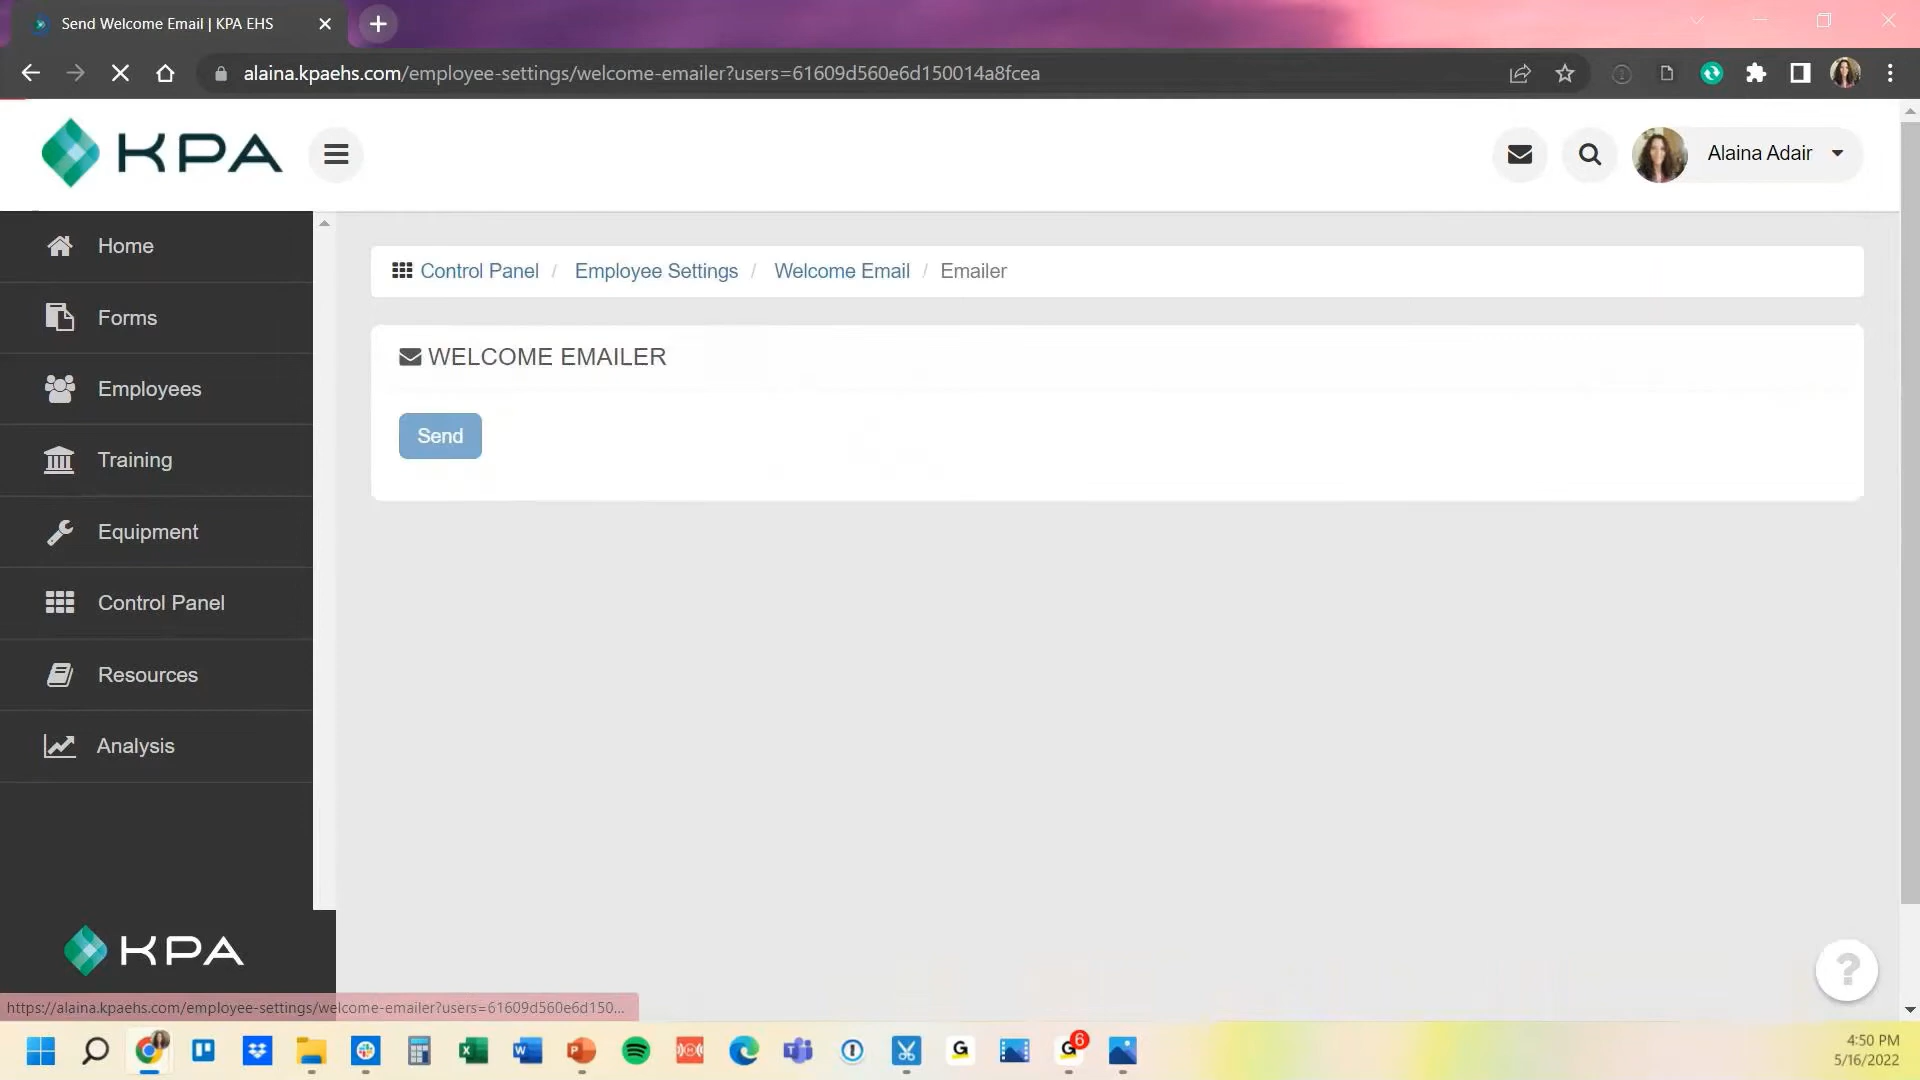 Send Welcome Email | KPA EHS
alaina.kpaehs.com/employee-settings/welcome-emailer?users=61609d560e6d150014a8fcea
KPA
Alaina Adair
Home
Forms
Employees
Training
Equipment
Control Panel
Resources
Analysis
Control Panel / Employee Settings / Welcome Email / Emailer
WELCOME EMAILER
Send
KPA
?
https://alaina.kpaehs.com/employee-settings/welcome-emailer?users=61609d560e6d150...
6
4:50 PM
5/16/2022